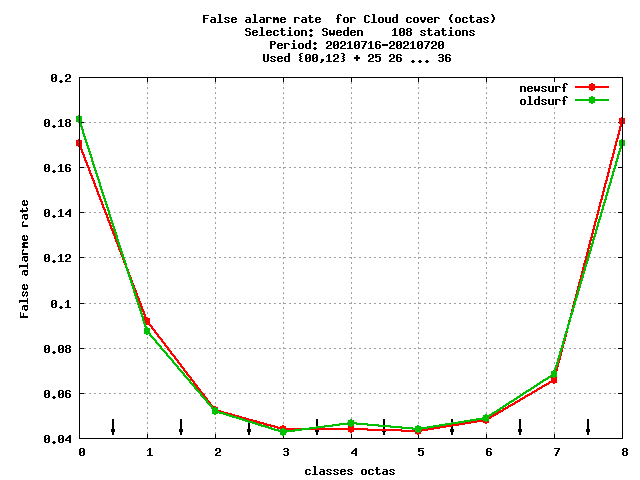 False alarme rate  for Cloud cover (octas)
Selection: Sweden    108 stations
Period: 20210716-20210720
Used {00,12} + 25 26 ... 36
newsurf
oldsurf
0.2
0.18
0.16
0.14
0.12
0.1
0.08
0.06
0.04
False alarme rate
0 1 2 3 4 5 6 7 8
classes octas